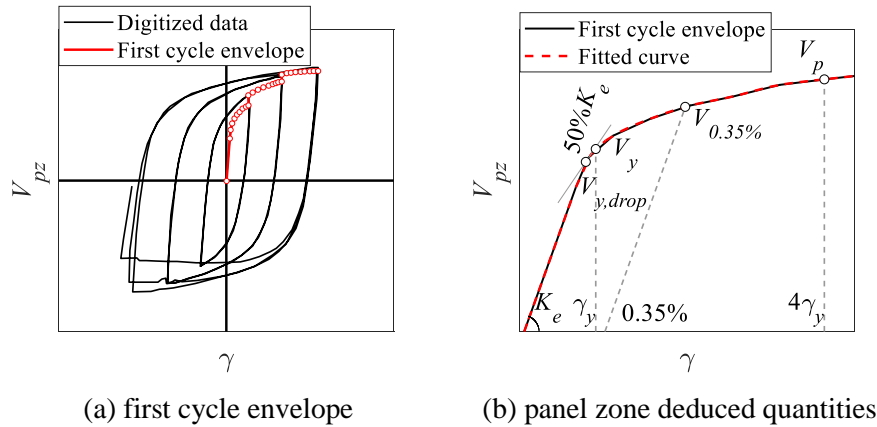 Digitized data
First cycle envelope
V_pz
γ
(a) first cycle envelope
First cycle envelope
Fitted curve
V_p
50%K_e
V_0.35%
V_y
V_y,drop
V_pz
K_e
γ_y
0.35%
4γ_y
γ
(b) panel zone deduced quantities